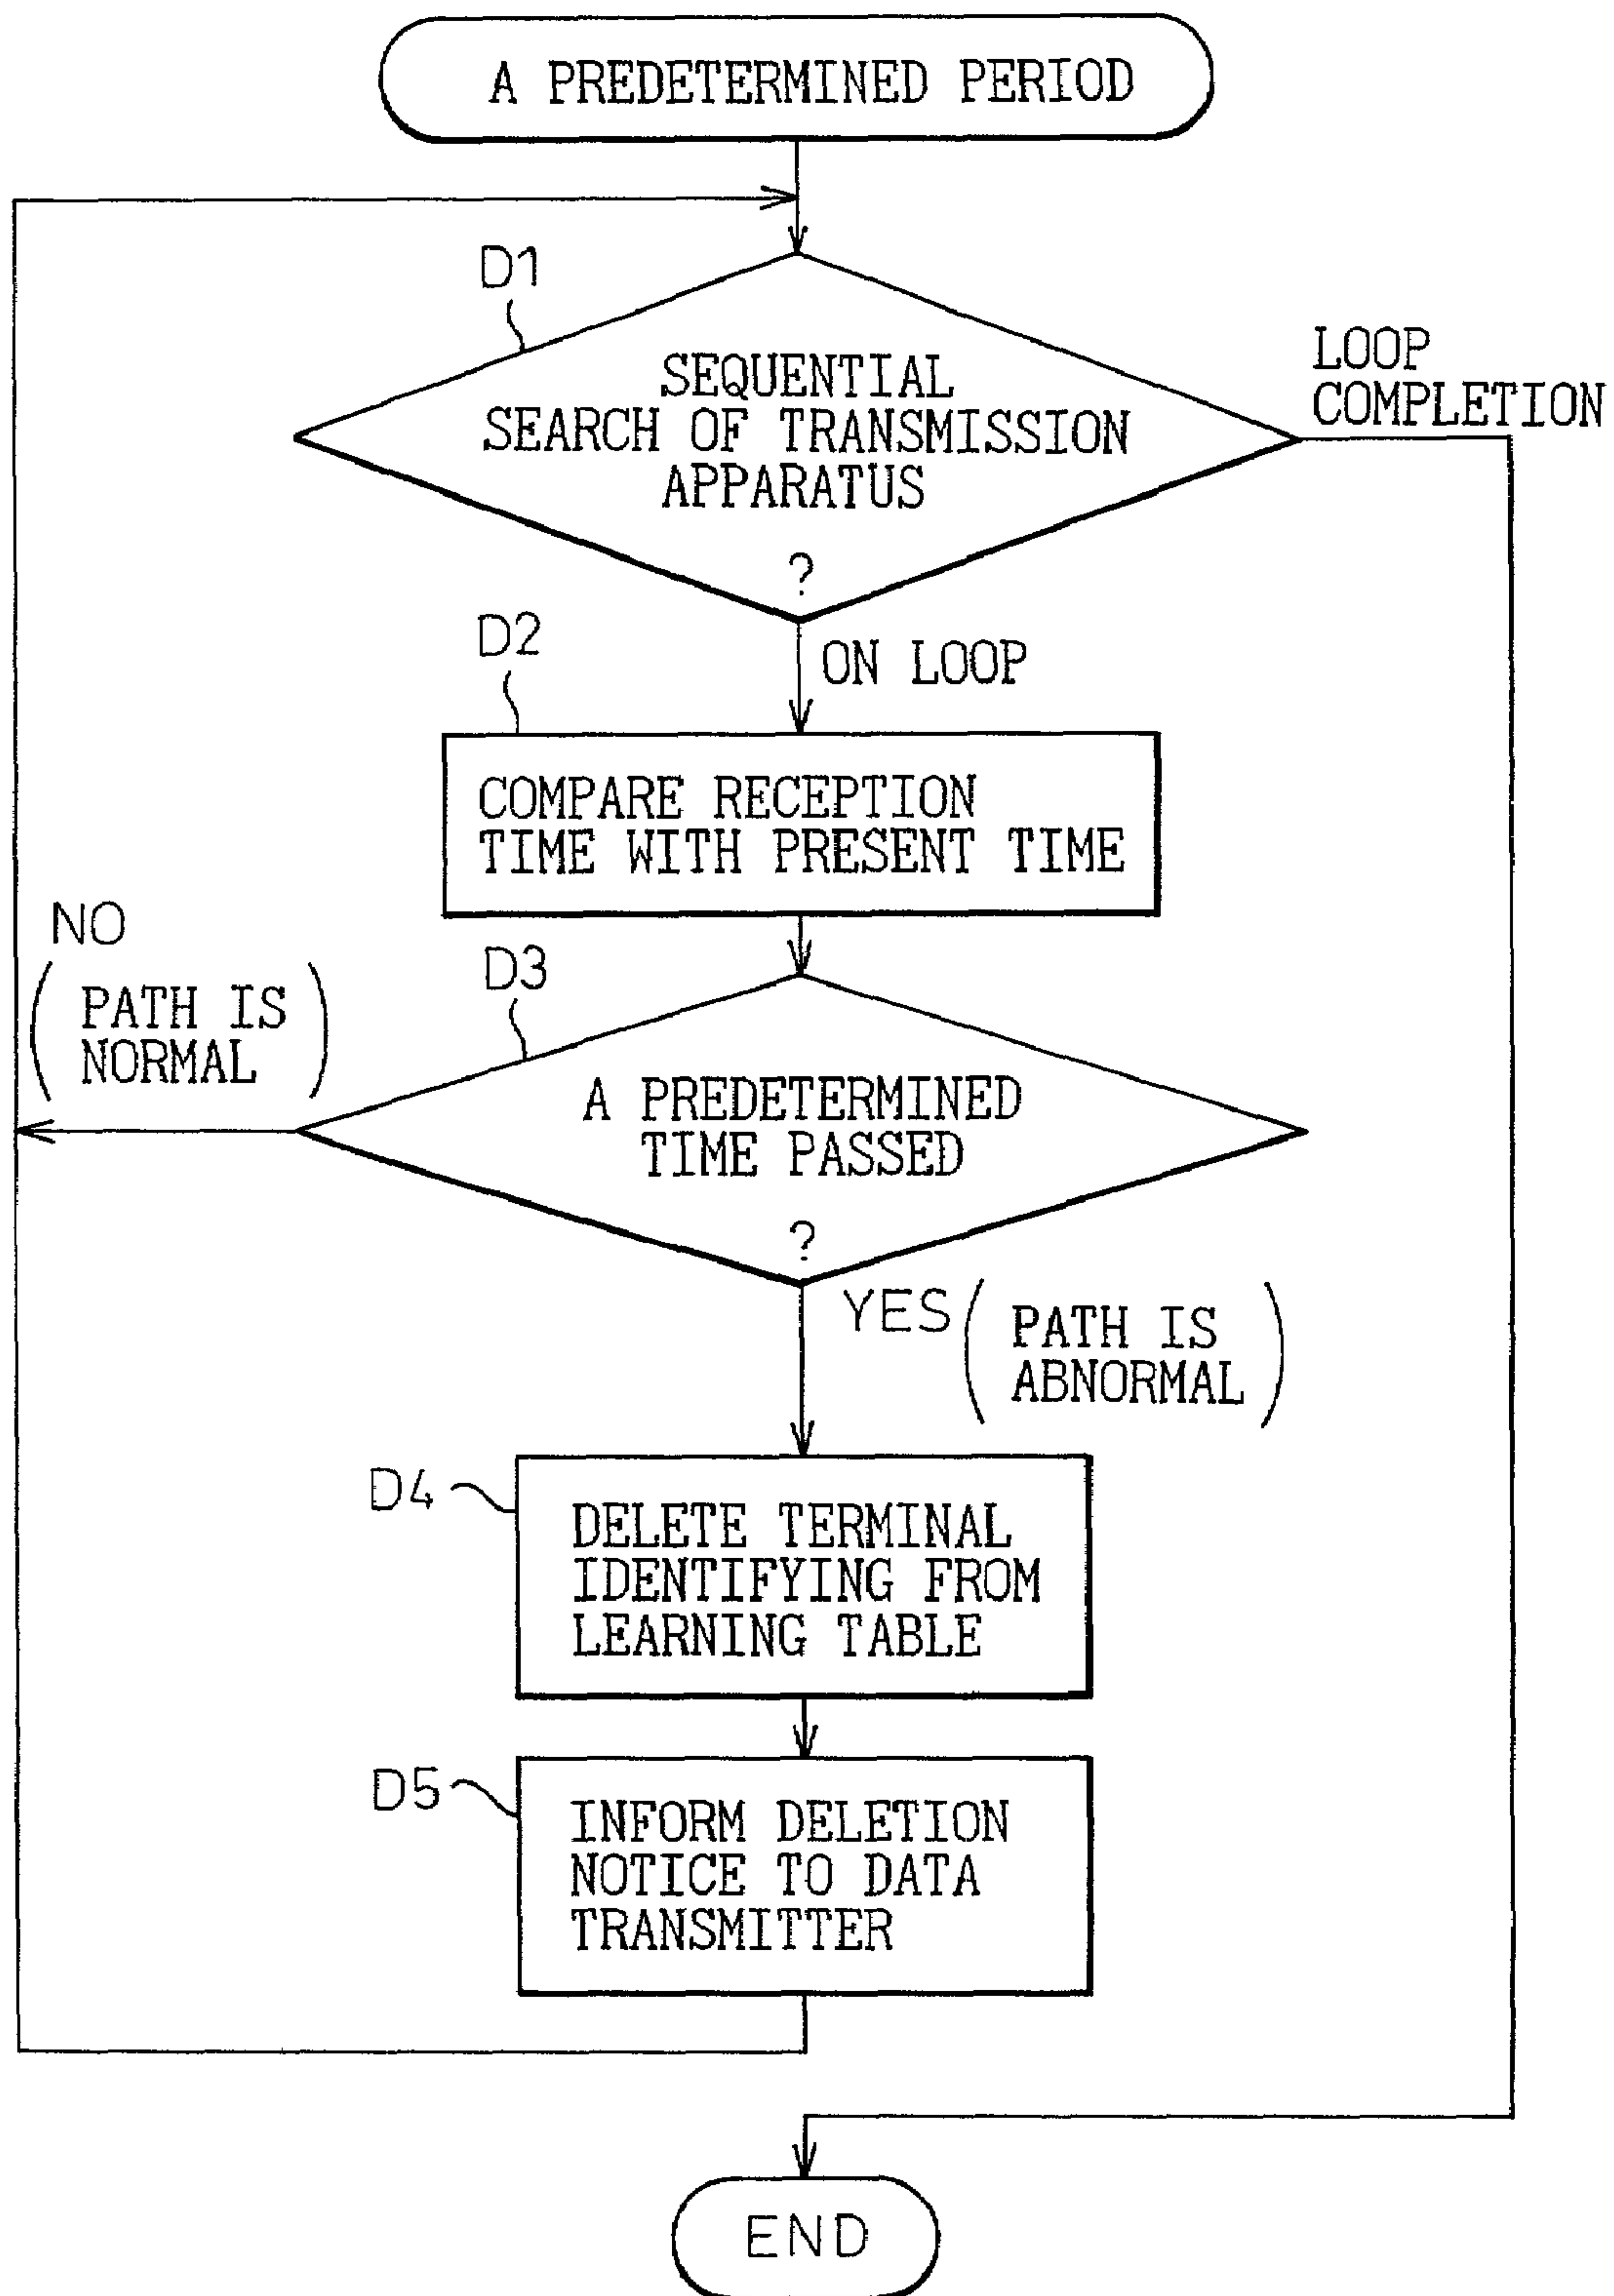 A PREDETERMINED PERIOD
D1
SEQUENTIAL
SEARCH OF TRANSMISSION
APPARATUS
?
LOOP
COMPLETION
D2
ON LOOP
COMPARE RECEPTION
TIME WITH PRESENT TIME
NO
( PATH IS
NORMAL )
D3
A PREDETERMINED
TIME PASSED
?
YES ( PATH IS
ABNORMAL )
D4
DELETE TERMINAL
IDENTIFYING FROM
LEARNING TABLE
D5
INFORM DELETION
NOTICE TO DATA
TRANSMITTER
END